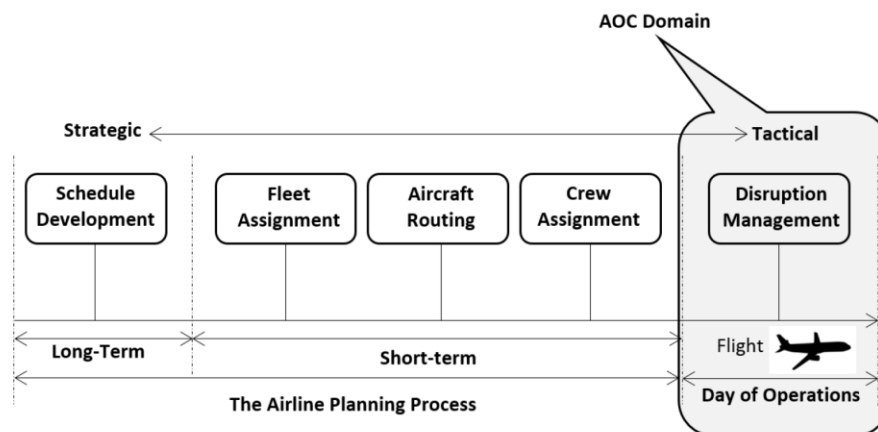 AOC Domain
Strategic
Tactical
Schedule
Development
Fleet
Assignment
Aircraft
Routing
Crew
Assignment
Disruption
Management
Long-Term
Short-term
Flight
The Airline Planning Process
Day of Operations